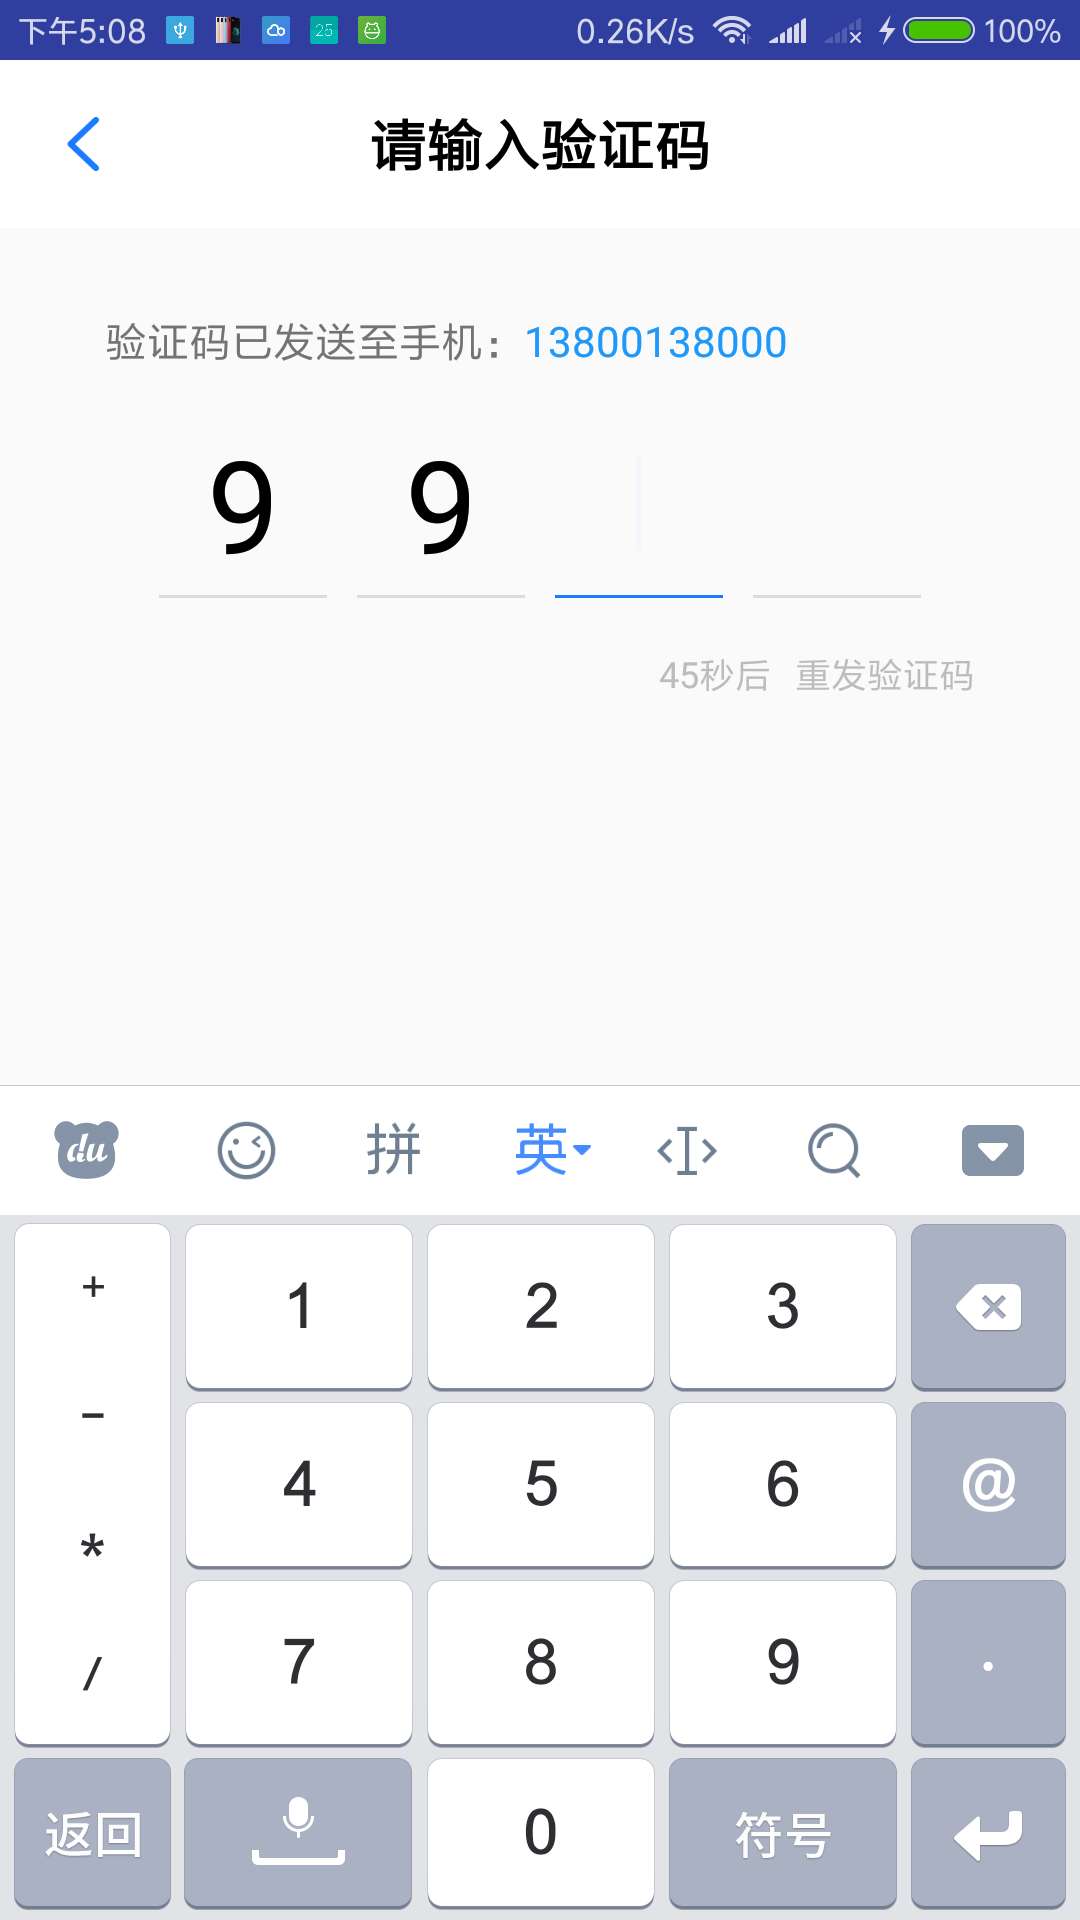 下午5:08 25 0.26K/s 100%
请输入验证码
验证码已发送至手机：13800138000
9 9
45秒后 重发验证码
du 拼 英
+ 1 2 3
- 4 5 6 @
* 7 8 9 .
/
返回 0 符号